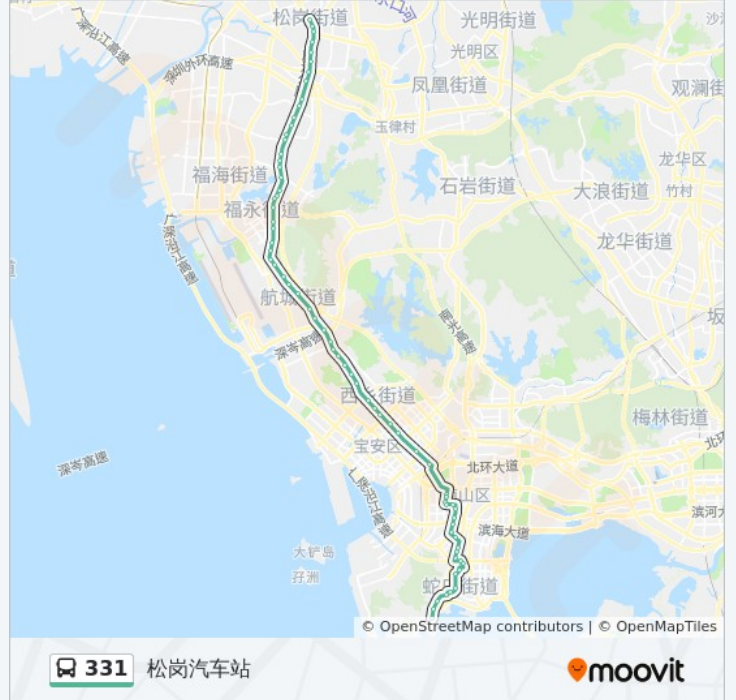 松岗街道
光明街道
广深沿江高速
深圳外环高速
光明区
沙
凤凰街道
观澜街
玉律村
龙华区
福海街道
石岩街道
大浪街道
竹村
福永街道
广深沿江高速
龙华街道
道
航城街道
南光高速
坂
深岑高速
西乡街道
梅林街道
宝安区
北环
深岑高速
北环大道
山区
广深沿江高速
滨河大
滨海大道
大铲岛
孖洲
蛇口街道
© OpenStreetMap contributors | © OpenMapTiles
331 松岗汽车站
moovit